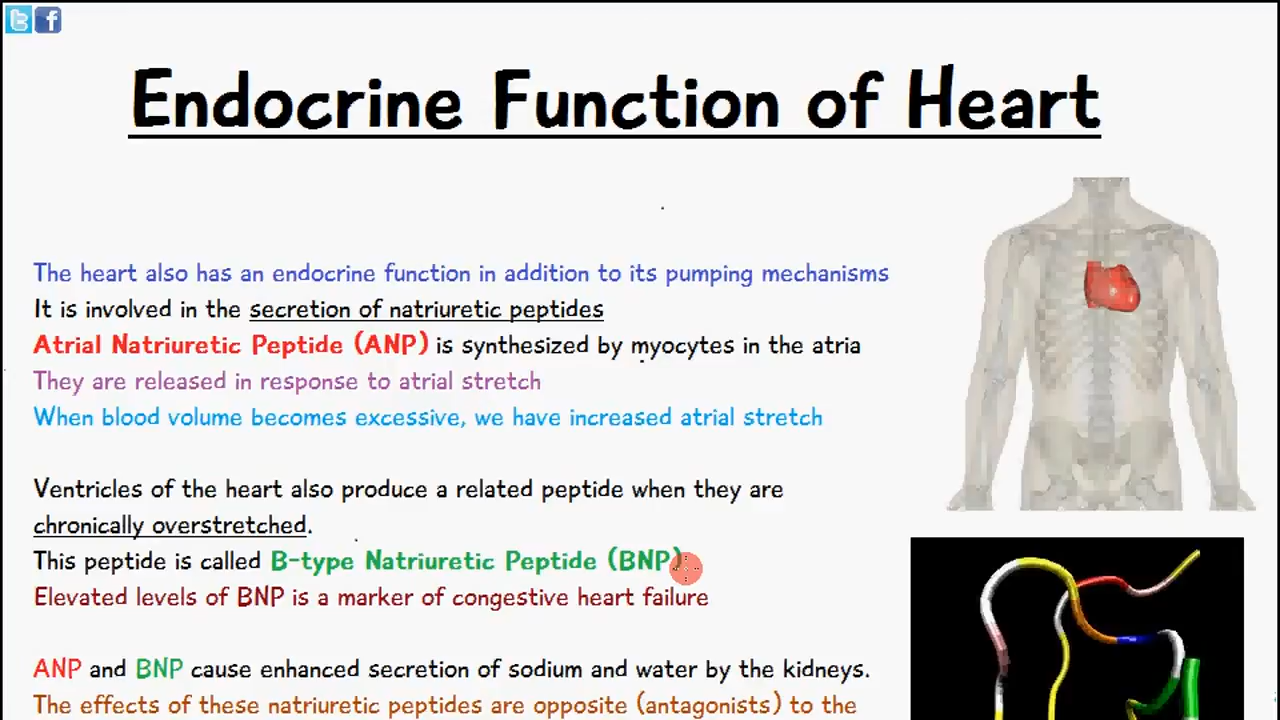 Endocrine Function of Heart
The heart also has an endocrine function in addition to its pumping mechanisms
It is involved in the secretion of natriuretic peptides
Atrial Natriuretic Peptide (ANP) is synthesized by myocytes in the atria
They are released in response to atrial stretch
When blood volume becomes excessive, we have increased atrial stretch
Ventricles of the heart also produce a related peptide when they are
chronically overstretched.
This peptide is called B-type Natriuretic Peptide (BNP)
Elevated levels of BNP is a marker of congestive heart failure
ANP and BNP cause enhanced secretion of sodium and water by the kidneys.
The effects of these natriuretic peptides are opposite (antagonists) to the